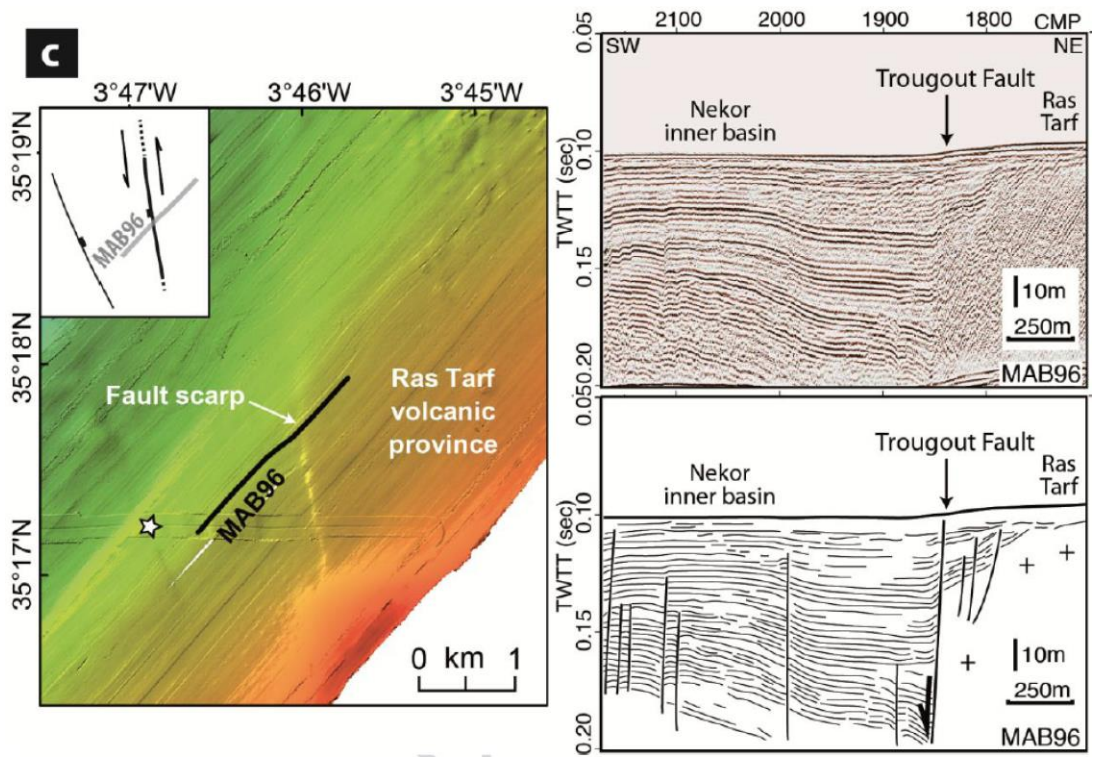 C
3°47'W 3°46'W 3°45'W
35°19'N
35°18'N
35°17'N
MAB96
Fault scarp
Ras Tarf
volcanic
province
MAB96
0 km 1
2100 2000 1900 1800 CMP
0.05
0.10
0.15
0.20
TWTT (sec)
SW NE
Trougout Fault
Nekor
inner basin
Ras
Tarf
10m
250m
MAB96
0.05
0.10
0.15
0.20
TWTT (sec)
Trougout Fault
Nekor
inner basin
Ras
Tarf
10m
250m
MAB96